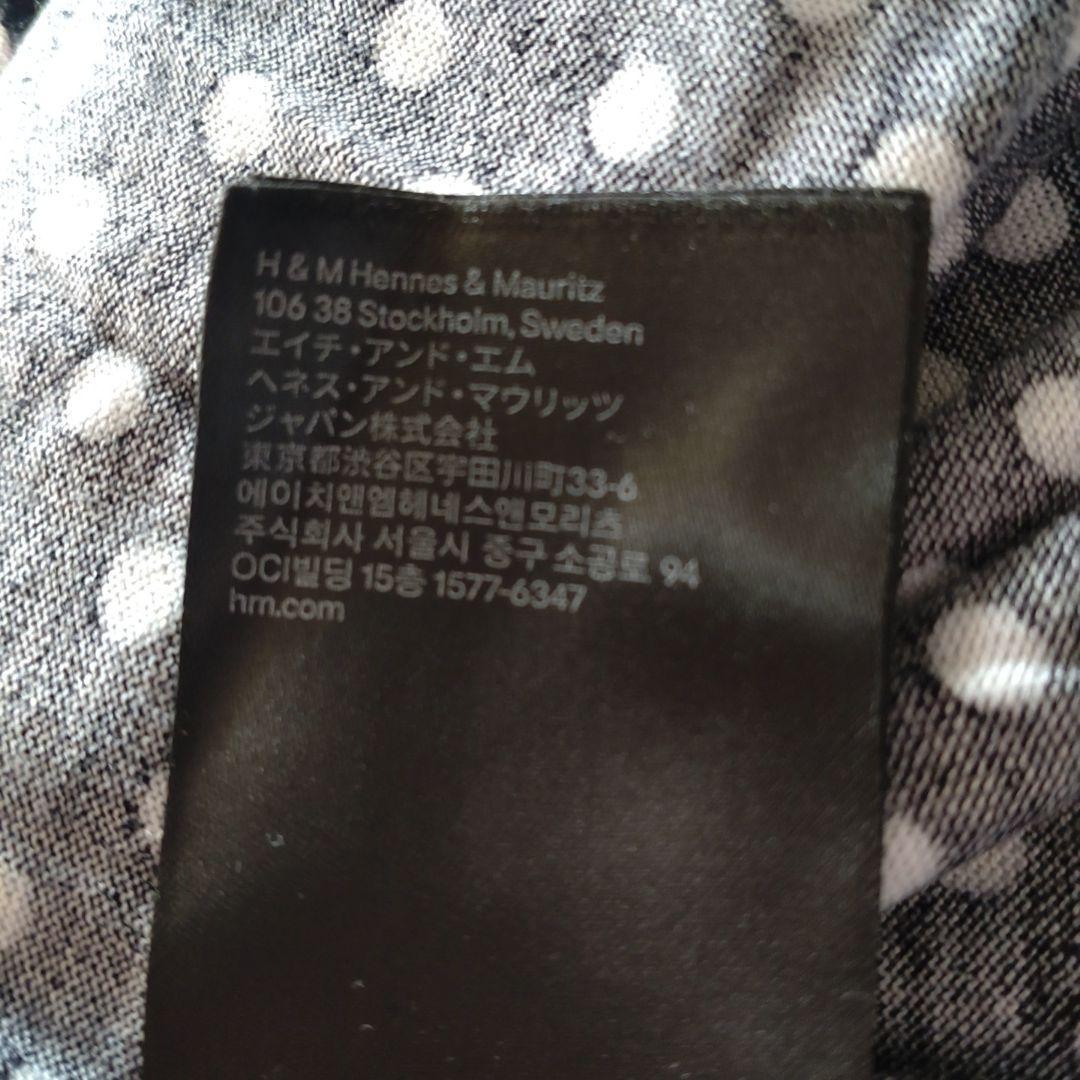 H & M Hennes & Mauritz
106 38 Stockholm, Sweden
エイチ・アンド・エム
ヘネス・アンド・マウリッツ
ジャパン株式会社
東京都渋谷区宇田川町33-6
에이치앤엠헤네스앤모리츠
주식회사 서울시 중구 소공로 94
OCI빌딩 15층 1577-6347
hm.com